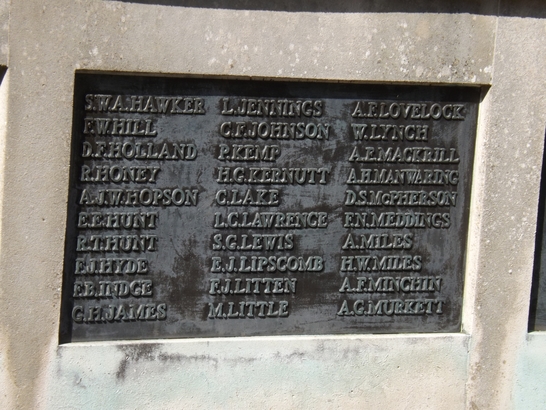 S.W.A.HAWKER
F.W.HILL
D.F.HOLLAND
R.HONEY
A.J.W.HOPSON
E.E.HUNT
R.T.HUNT
E.J.HYDE
F.B.INDGE
G.H.JAMES
L.JENNINGS
C.F.JOHNSON
P.KEMP
H.G.KERNUTT
C.LAKE
L.C.LAWRENCE
S.G.LEWIS
E.J.LIPSCOMB
F.J.LITTEN
M.LITTLE
A.P.LOVELOCK
W.LYNCH
A.E.MACKRILL
A.H.MANWARING
D.S.McPHERSON
F.N.MEDDINGS
A.MILES
H.W.MILES
A.F.MINCHIN
A.G.MURKETT